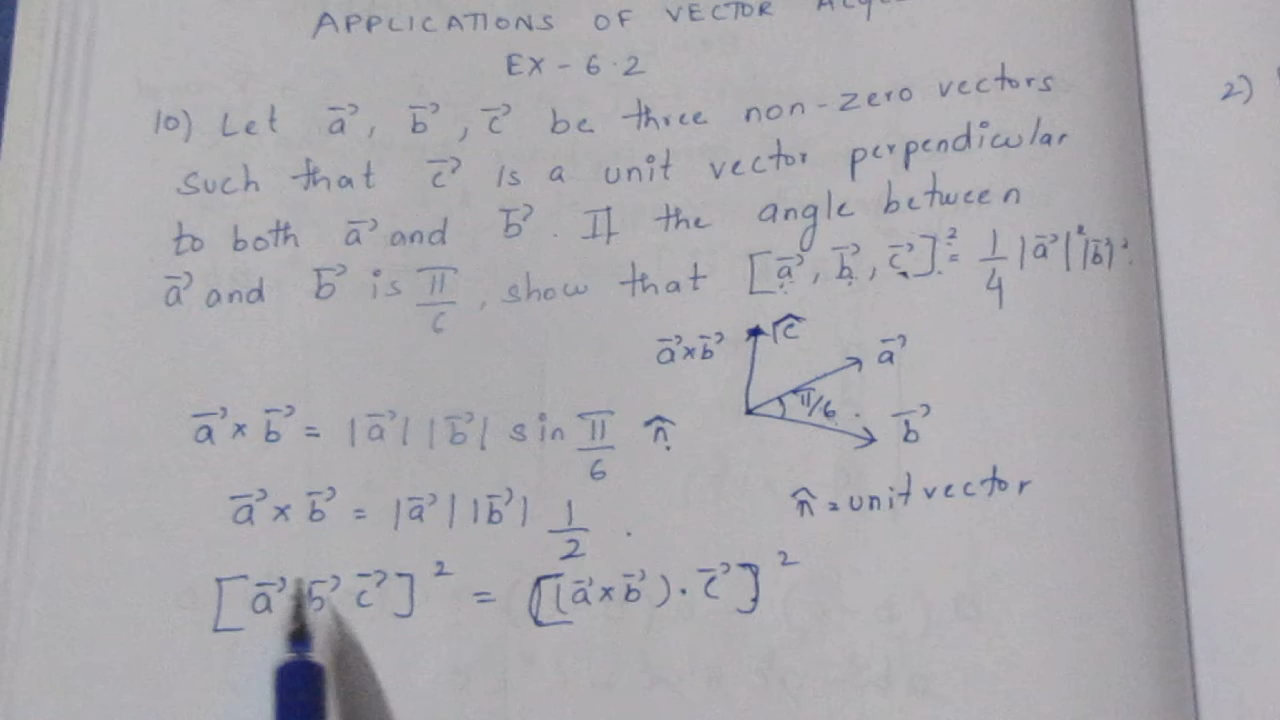 APPLICATIONS OF VECTOR
EX - 6.2
10) Let a⃗, b⃗, c⃗ be three non-zero vectors
such that c⃗ is a unit vector perpendicular
to both a⃗ and b⃗. If the angle between
a⃗ and b⃗ is π/6, show that [a⃗, b⃗, c⃗]² = 1/4 |a⃗|²|b⃗|².
a⃗×b⃗ ĉ a⃗
π/6 b⃗
a⃗ × b⃗ = |a⃗| |b⃗| sin π/6 n̂
n̂ = unit vector
a⃗ × b⃗ = |a⃗| |b⃗| 1/2 .
[a⃗ b⃗ c⃗]² = [(a⃗×b⃗).c⃗]²
2)